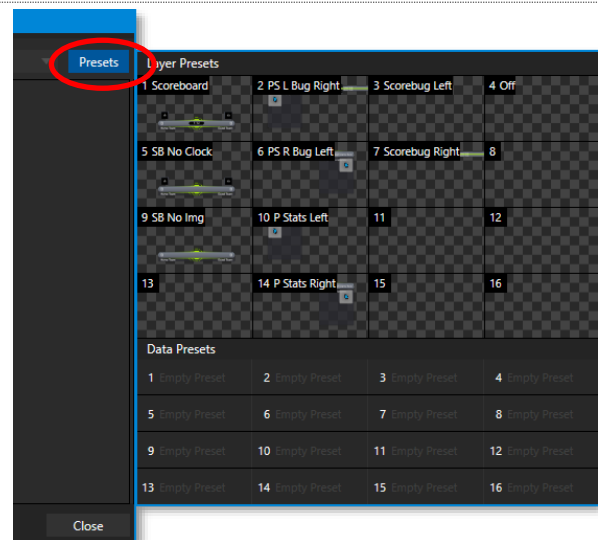 Presets
Layer Presets
1 Scoreboard
2 PS L Bug Right
3 Scorebug Left
4 Off
5 SB No Clock
6 PS R Bug Left
7 Scorebug Right
8
9 SB No Img
10 P Stats Left
11
12
13
14 P Stats Right
15
16
Data Presets
1 Empty Preset
2 Empty Preset
3 Empty Preset
4 Empty Preset
5 Empty Preset
6 Empty Preset
7 Empty Preset
8 Empty Preset
9 Empty Preset
10 Empty Preset
11 Empty Preset
12 Empty Preset
13 Empty Preset
14 Empty Preset
15 Empty Preset
16 Empty Preset
Close